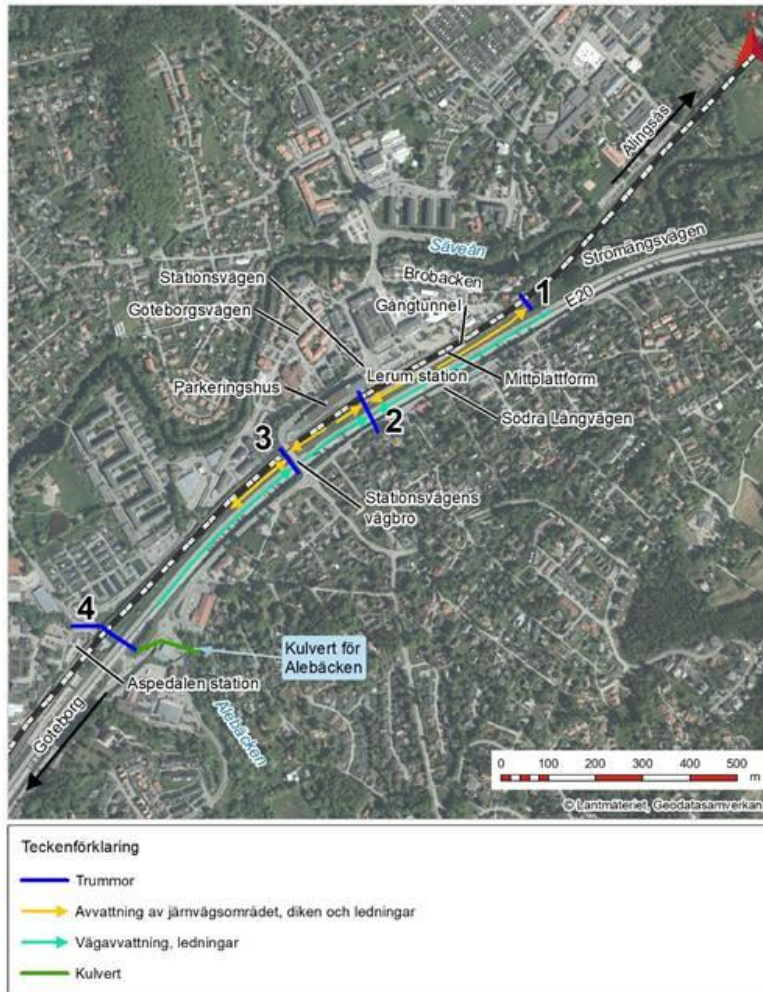 Alingsås
Strömängsvägen
Säveån
Brobacken
Stationsvägen
1
E20
Gångtunnel
Göteborgsvägen
Parkeringshus
Lerum station
Mittplattform
2
Södra Långvägen
3
Stationsvägens
vägbro
4
Kulvert för
Alebäcken
Aspedalen station
Göteborg
Alebäcken
0 100 200 300 400 500
m
© Lantmäteriet, Geodatasamverkan
Teckenförklaring
Trummor
Avvattning av järnvägsområdet, diken och ledningar
Vägavvattning, ledningar
Kulvert